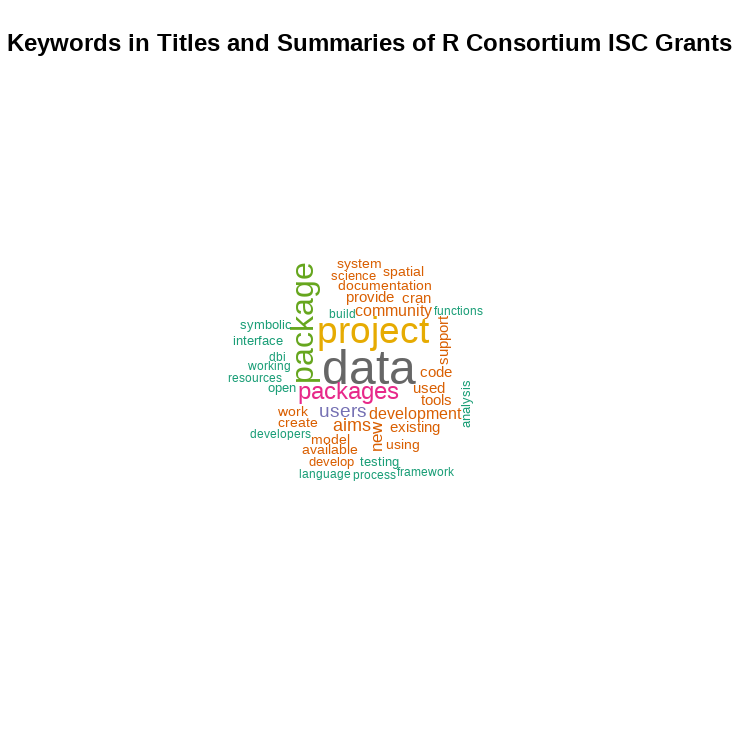 Keywords in Titles and Summaries of R Consortium ISC Grants
system
science spatial
documentation
provide cran
build community functions
symbolic project
interface support
package
dbi data
working code
resources
open packages used
tools analysis
work users development
create aims existing
developers new
model using
available
develop testing
language process framework